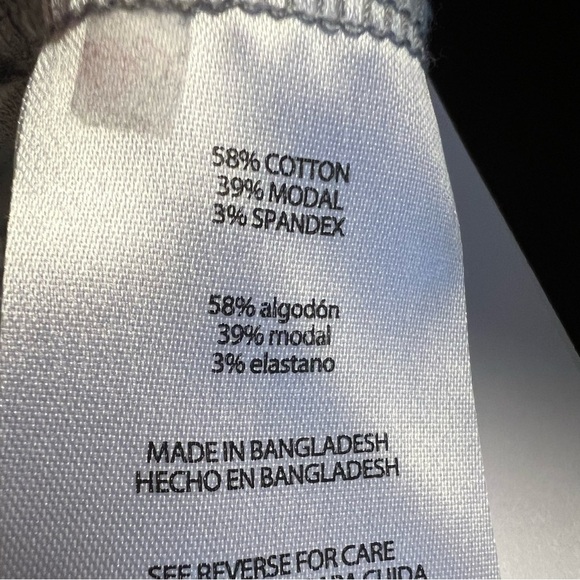 58% COTTON
39% MODAL
3% SPANDEX
58% algodón
39% modal
3% elastano
MADE IN BANGLADESH
HECHO EN BANGLADESH
SEE REVERSE FOR CARE
CUIDA